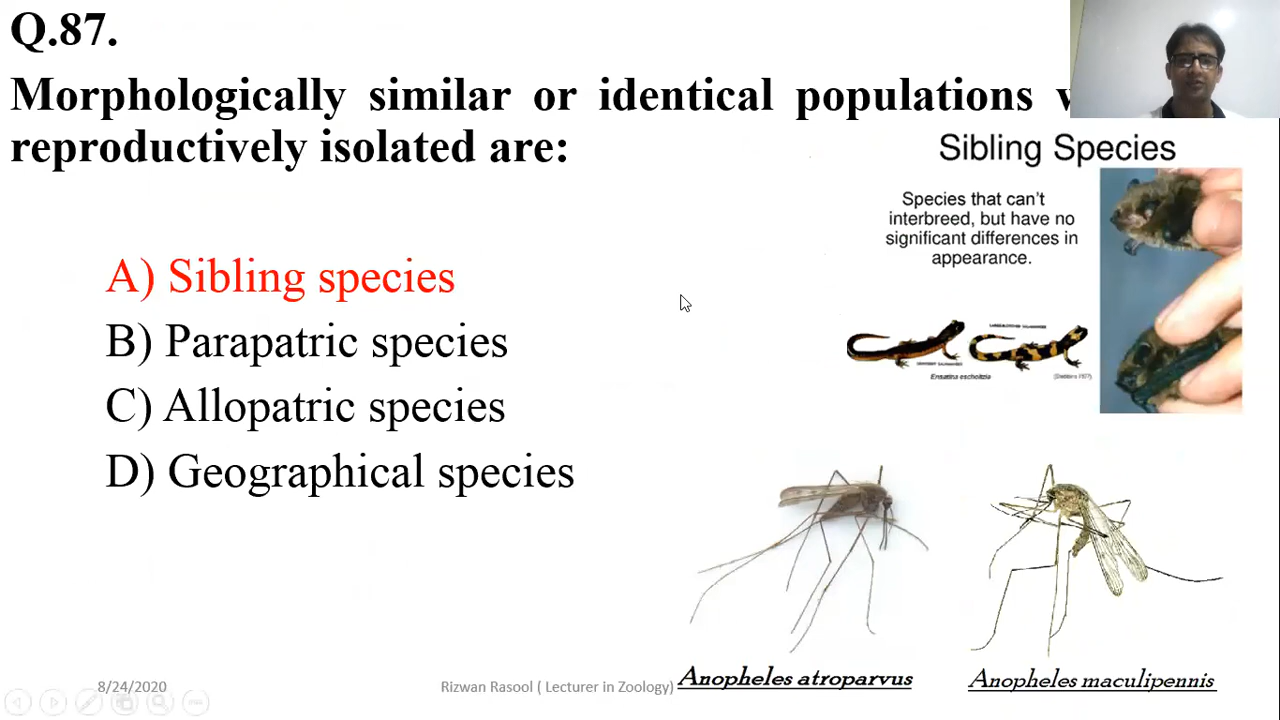 Q.87.
Morphologically similar or identical populations
reproductively isolated are:
Sibling Species
Species that can't
interbreed, but have no
significant differences in
appearance.
A) Sibling species
B) Parapatric species
C) Allopatric species
D) Geographical species
Ensatina escholtzia
Anopheles atroparvus
Anopheles maculipennis
8/24/2020
Rizwan Rasool ( Lecturer in Zoology)